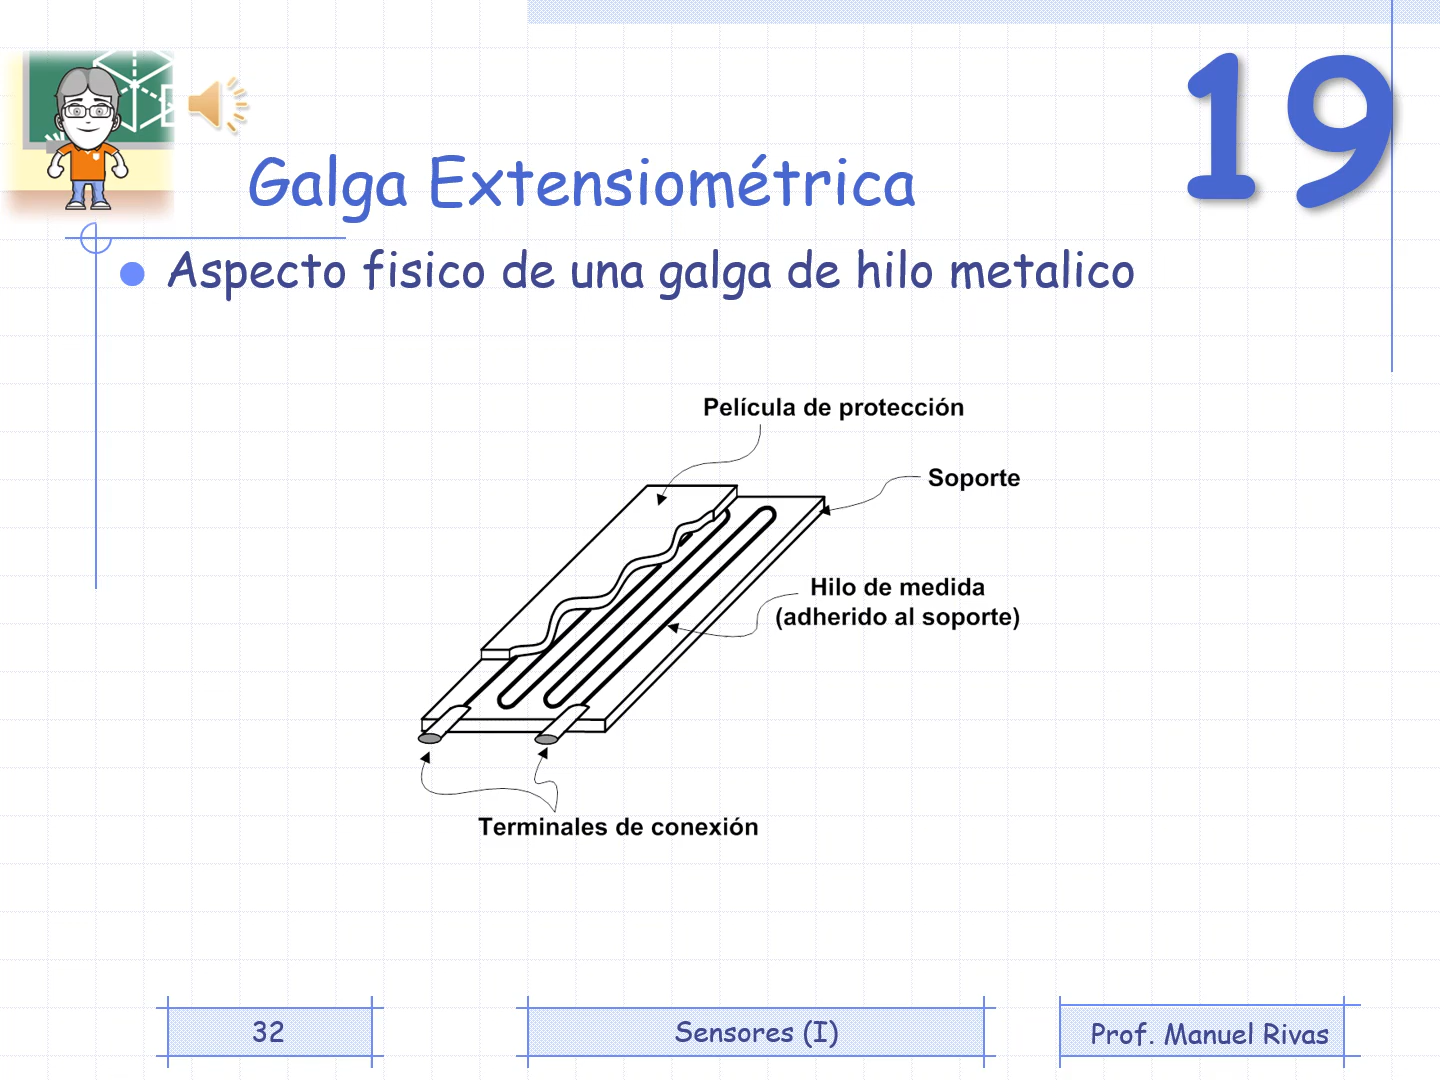 19
Galga Extensiométrica
Aspecto fisico de una galga de hilo metalico
Película de protección
Soporte
Hilo de medida
(adherido al soporte)
Terminales de conexión
32
Sensores (I)
Prof. Manuel Rivas